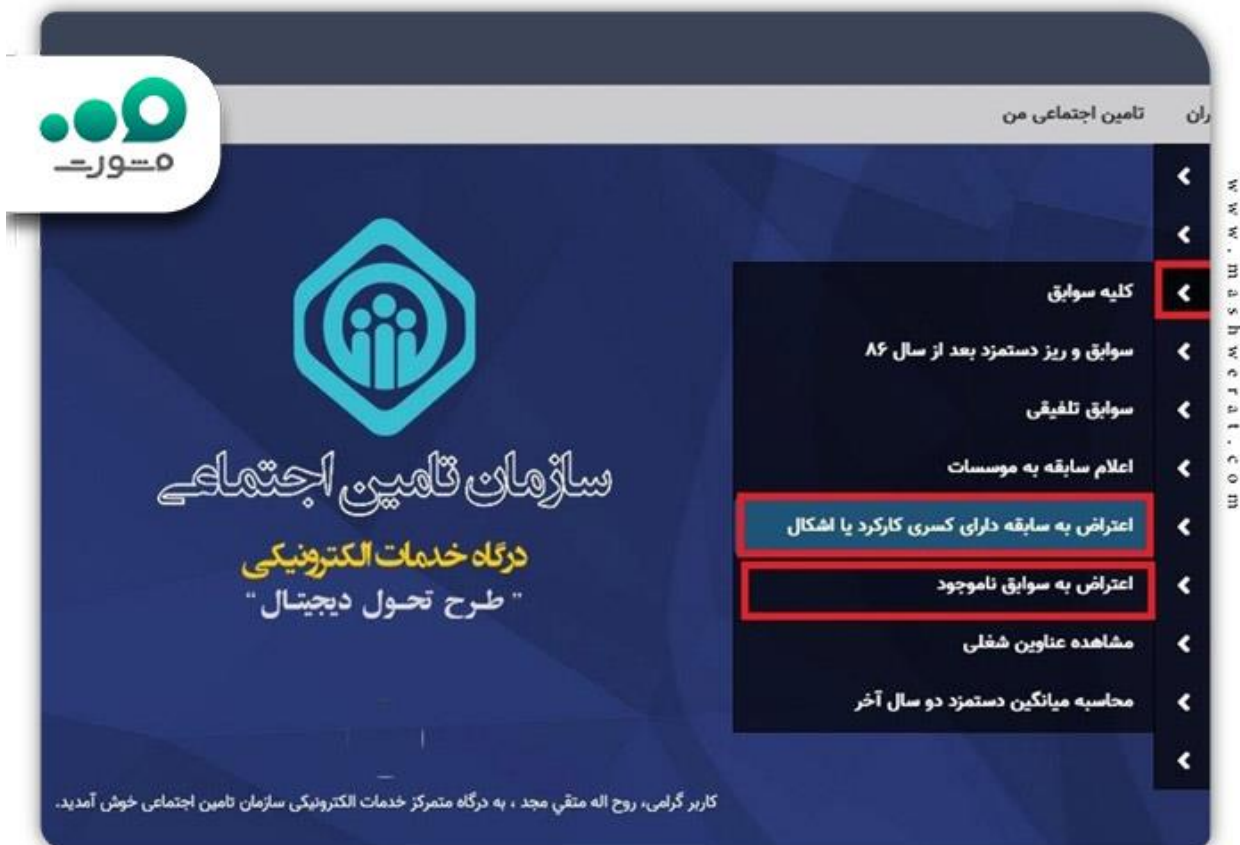 مشورت
ران تامین اجتماعی من
کلیه سوابق
سوابق و ریز دستمزد بعد از سال ۸۶
سوابق تلفیقی
اعلام سابقه به موسسات
اعتراض به سابقه دارای کسری کارکرد یا اشکال
اعتراض به سوابق ناموجود
مشاهده عناوین شغلی
محاسبه میانگین دستمزد دو سال آخر
سازمان تامین اجتماعی
درگاه خدمات الکترونیکی
" طرح تحول دیجیتال "
کاربر گرامی، روح اله متقي مجد ، به درگاه متمرکز خدمات الکترونیکی سازمان تامین اجتماعی خوش آمدید.
www.mashwerat.com